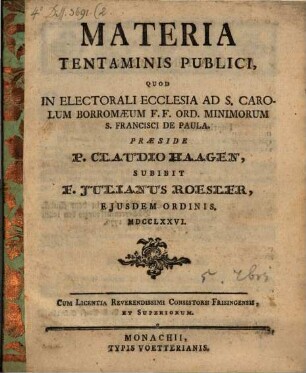 4° Diss. 3691 (2
MATERIA
TENTAMINIS PUBLICI,
QUOD
IN ELECTORALI ECCLESIA AD S. CARO-
LUM BORROMÆUM F. F. ORD. MINIMORUM
S. FRANCISCI DE PAULA.
PRÆSIDE
P. CLAUDIO HAAGEN,
SUBIBIT
F. JULIANUS ROESLER,
EJUSDEM ORDINIS,
MDCCLXXVI.
CUM LICENTIA REVERENDISSIMI CONSISTORII FRISINGENSIS,
ET SUPERIORUM.
MONACHII,
TYPIS VOETTERIANIS.